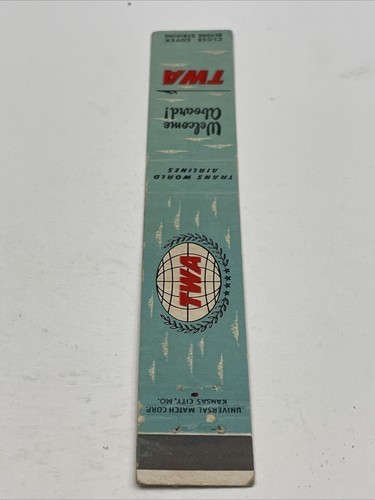 CLOSE COVER
BEFORE STRIKING
TWA
Welcome
aboard!
TRANS WORLD
AIRLINES
TWA
UNIVERSAL MATCH CORP.
KANSAS CITY, MO.